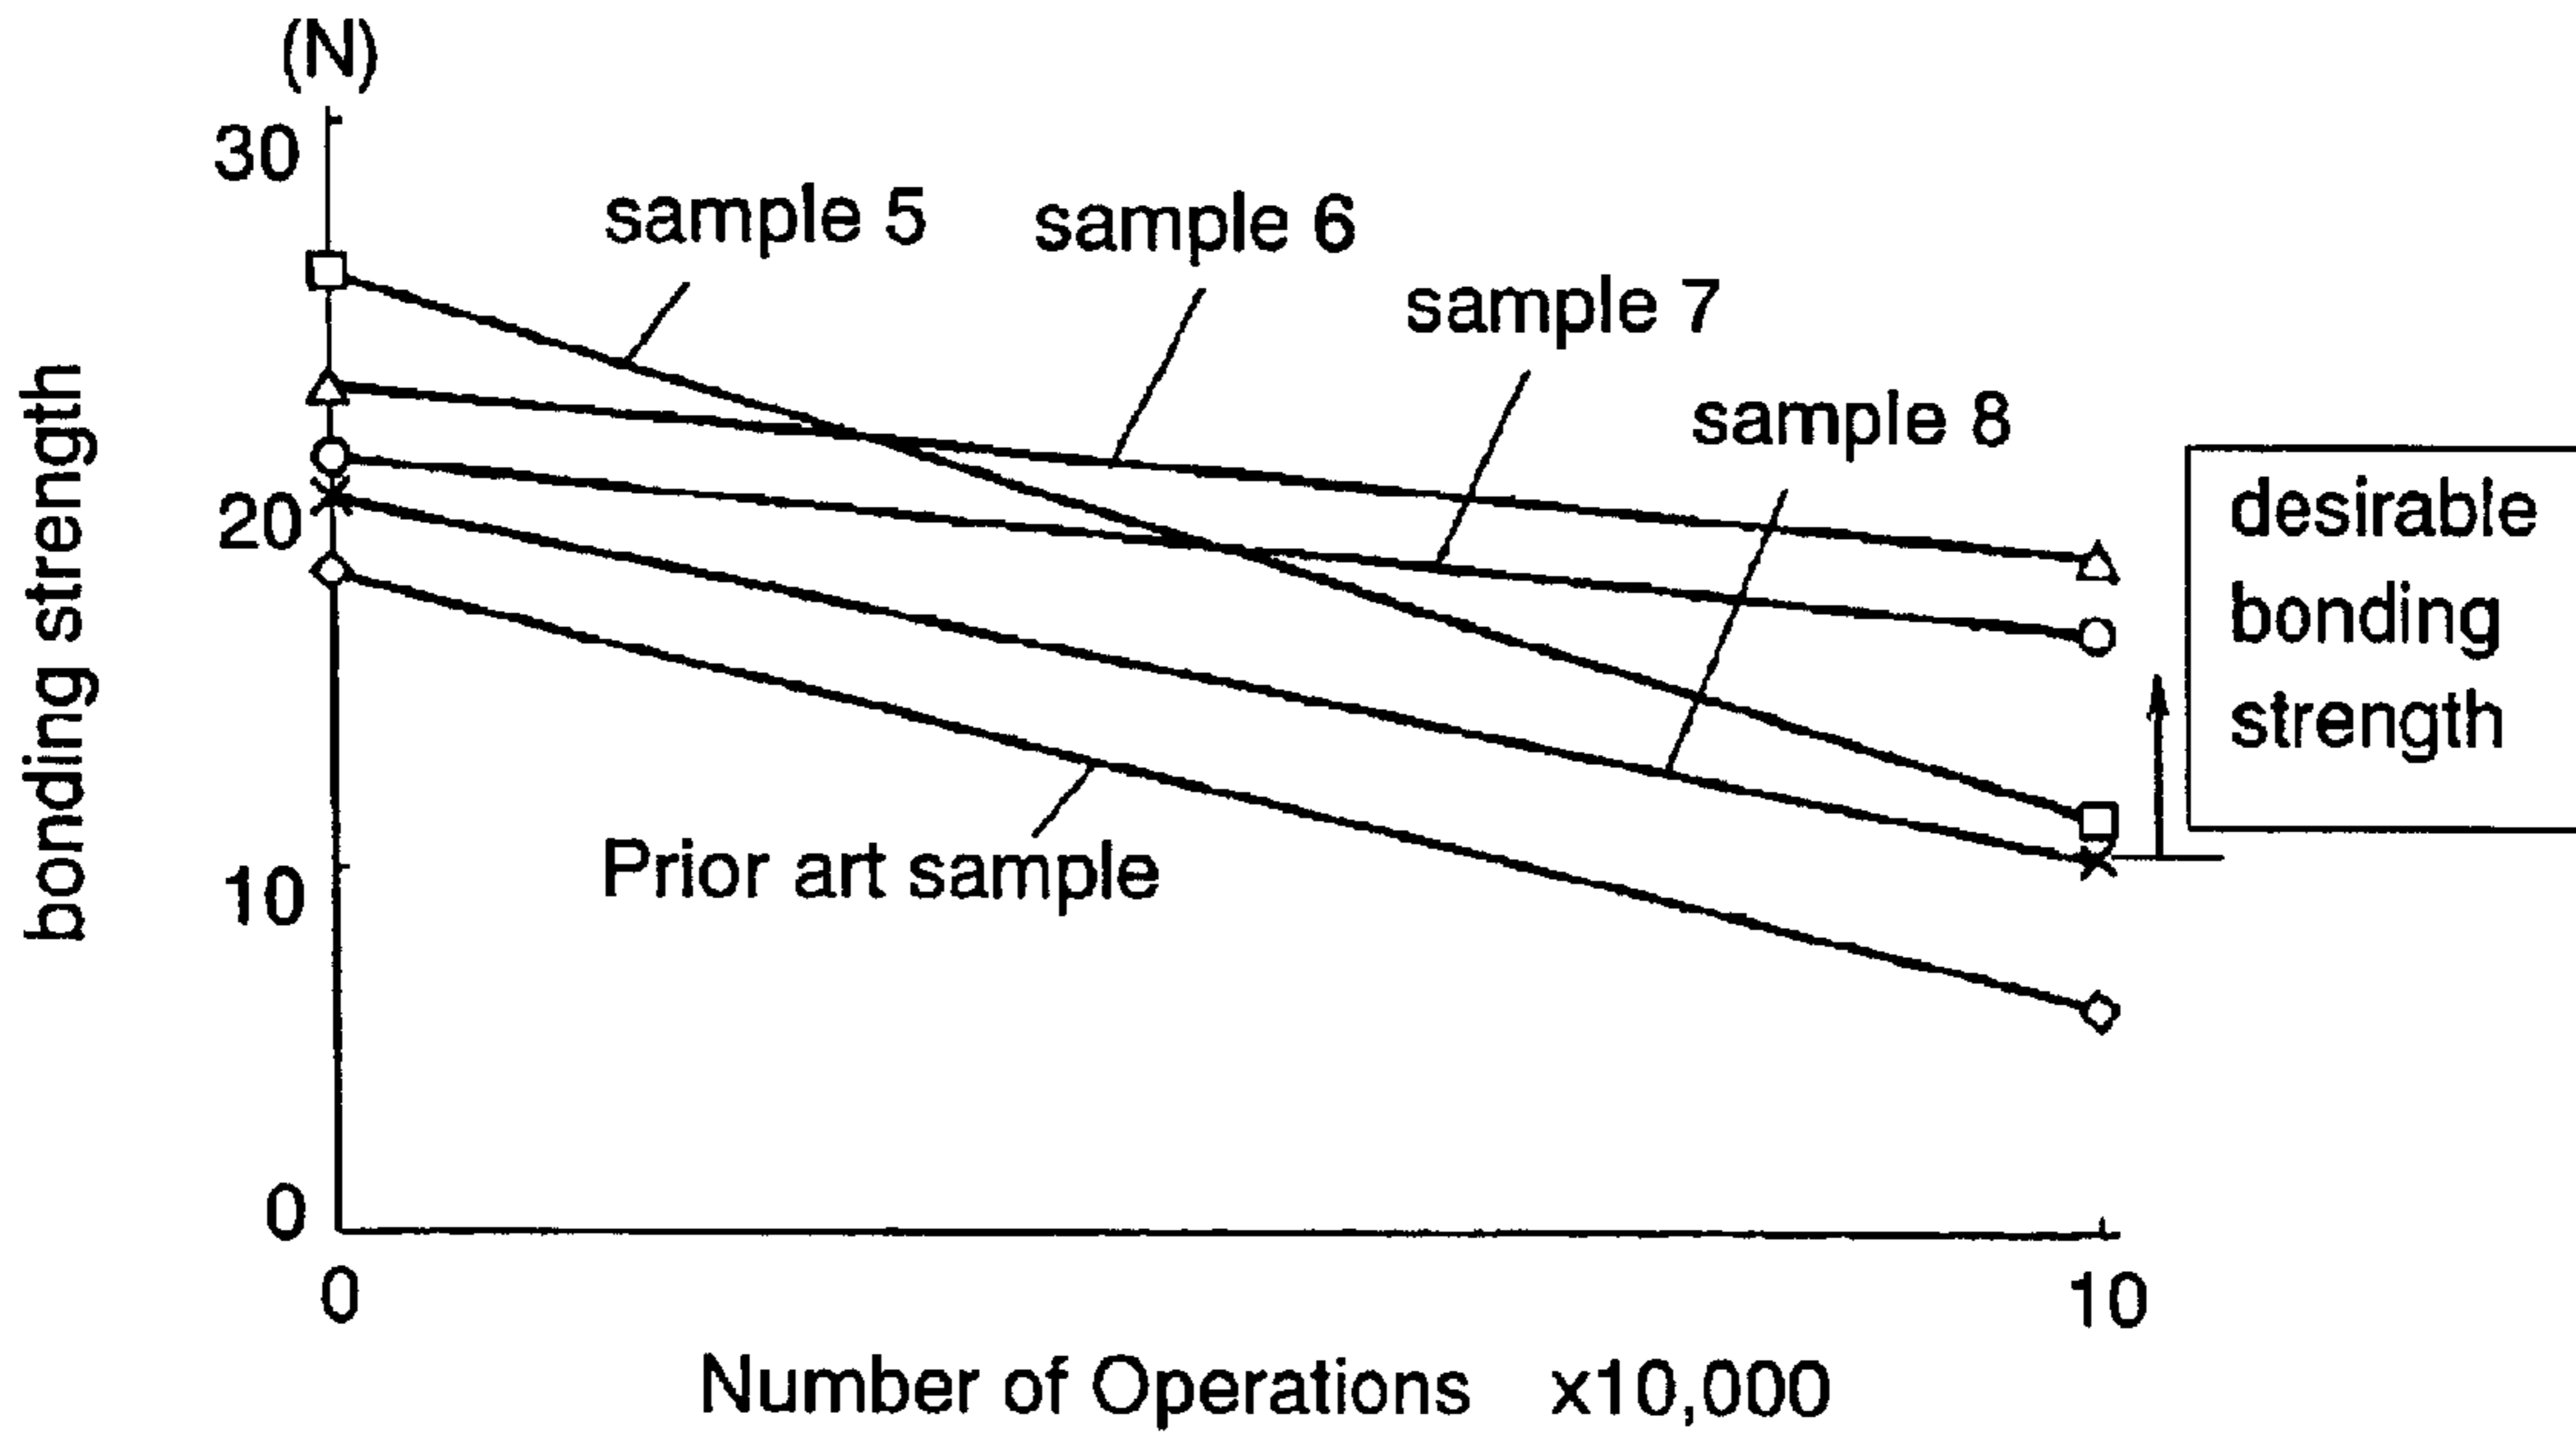 (N)
30
20
10
0
bonding strength
sample 5
sample 6
sample 7
sample 8
Prior art sample
desirable
bonding
strength
0
10
Number of Operations x10,000